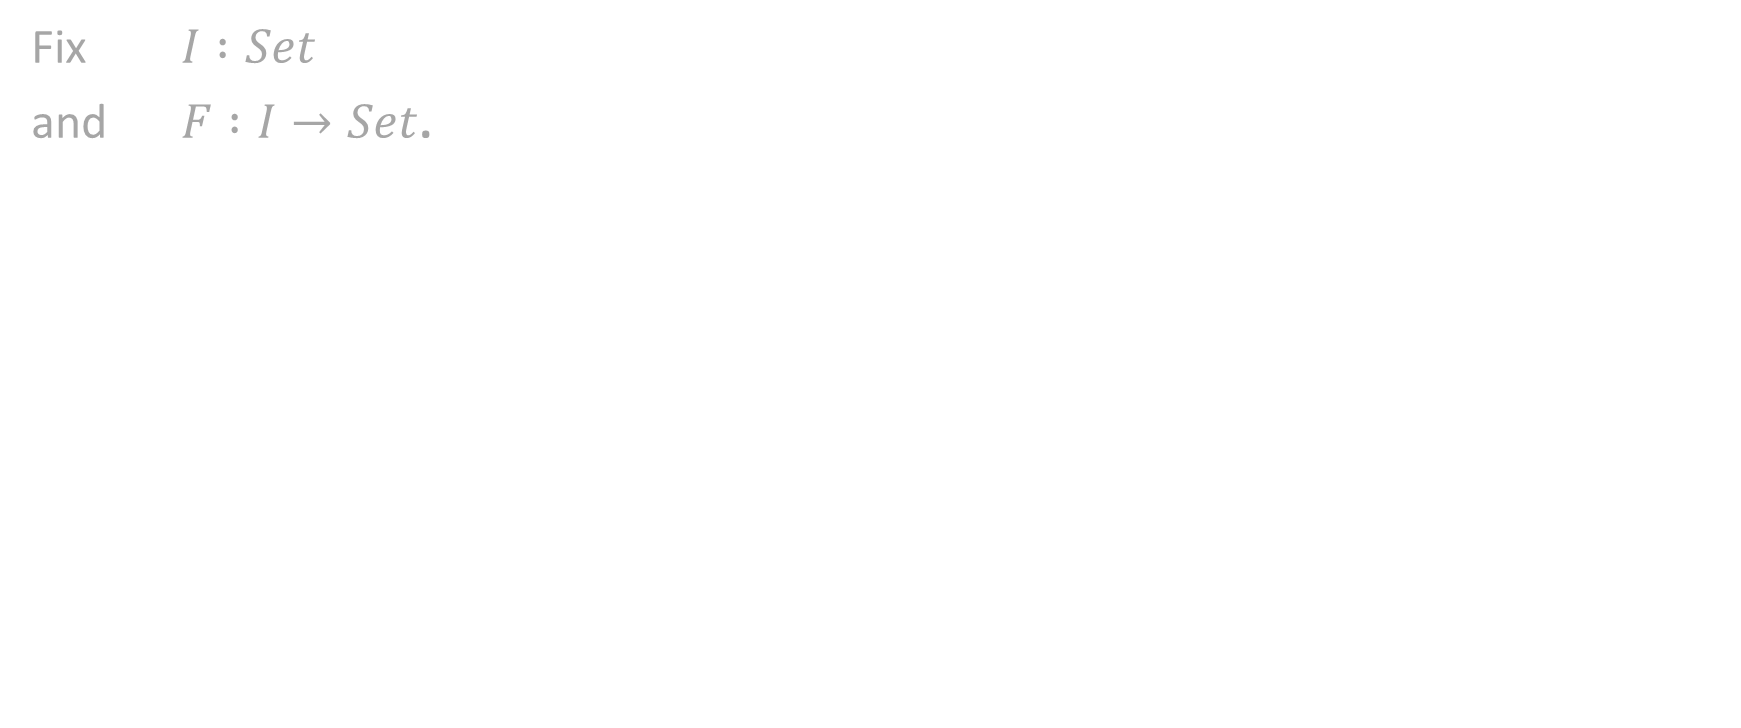 Fix I : Set
and F : I → Set.